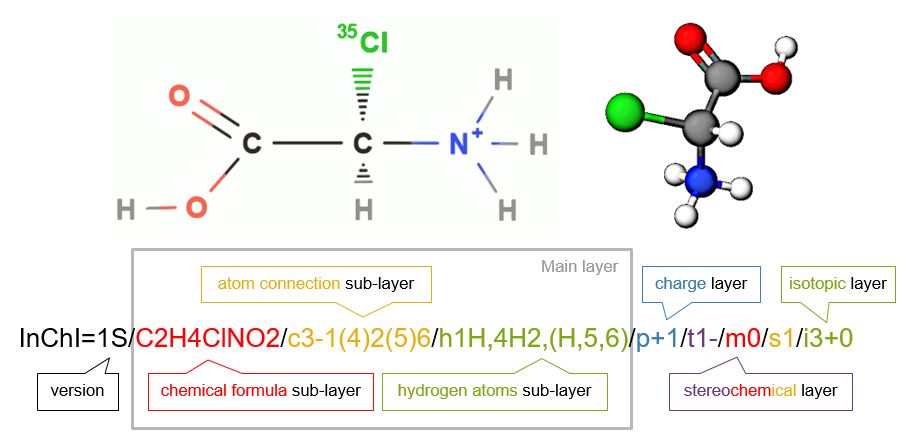 ³⁵Cl
H
O
C
C
N⁺
H
H
O
H
H
Main layer
atom connection sub-layer
charge layer
isotopic layer
InChI=1S/C2H4ClNO2/c3-1(4)2(5)6/h1H,4H2,(H,5,6)/p+1/t1-/m0/s1/i3+0
version
chemical formula sub-layer
hydrogen atoms sub-layer
stereochemical layer